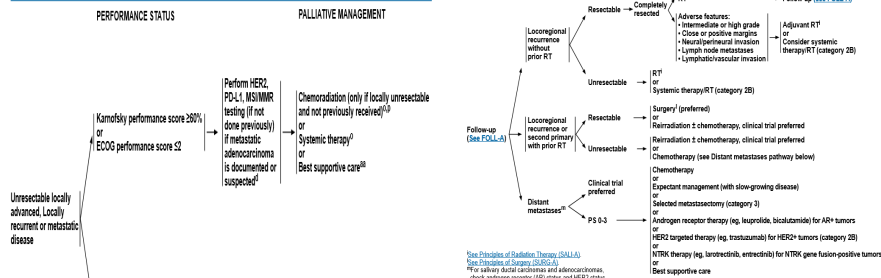 PERFORMANCE STATUS
PALLIATIVE MANAGEMENT
Unresectable locally
advanced, Locally
recurrent or metastatic
disease
Karnofsky performance score ≥60%
or
ECOG performance score ≤2
Perform HER2,
PD-L1, MSI/MMR
testing (if not
done previously)
if metastatic
adenocarcinoma
is documented or
suspected^d
Chemoradiation (only if locally unresectable
and not previously received)^o,p
or
Systemic therapy^o
or
Best supportive care^aa
Follow-up
(See FOLL-A)
Locoregional
recurrence
without
prior RT
Resectable
Completely
resected
Adverse features:
• Intermediate or high grade
• Close or positive margins
• Neural/perineural invasion
• Lymph node metastases
• Lymphatic/vascular invasion
Adjuvant RT^i
or
Consider systemic
therapy/RT (category 2B)
Unresectable
RT^i
or
Systemic therapy/RT (category 2B)
Locoregional
recurrence or
second primary
with prior RT
Resectable
Surgery^j (preferred)
or
Reirradiation ± chemotherapy, clinical trial preferred
Unresectable
Reirradiation ± chemotherapy, clinical trial preferred
or
Chemotherapy (see Distant metastases pathway below)
Distant
metastases^m
Clinical trial
preferred
PS 0-3
Chemotherapy
or
Expectant management (with slow-growing disease)
or
Selected metastasectomy (category 3)
or
Androgen receptor therapy (eg, leuprolide, bicalutamide) for AR+ tumors
or
HER2 targeted therapy (eg, trastuzumab) for HER2+ tumors (category 2B)
or
NTRK therapy (eg, larotrectinib, entrectinib) for NTRK gene fusion-positive tumors
or
Best supportive care
See Principles of Radiation Therapy (SALI-A).
See Principles of Surgery (SURG-A).
^mFor salivary ductal carcinomas and adenocarcinomas,
check androgen receptor (AR) status and HER2 status